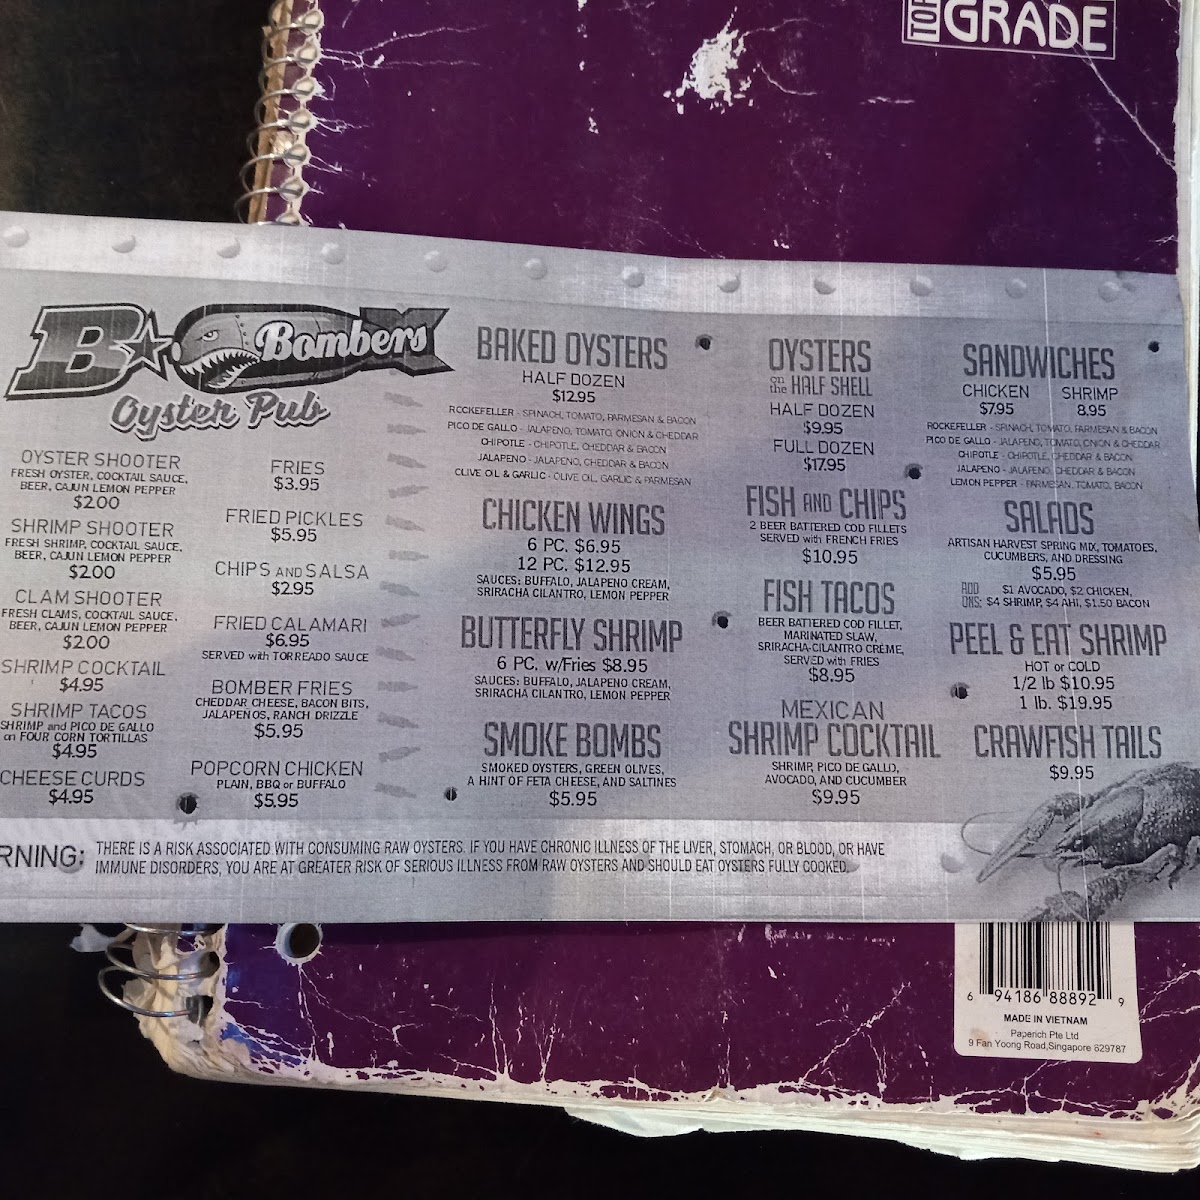 TOP
GRADE
B Bombers
Oyster Pub
OYSTER SHOOTER
FRESH OYSTER, COCKTAIL SAUCE,
BEER, CAJUN LEMON PEPPER
$2.00
SHRIMP SHOOTER
FRESH SHRIMP, COCKTAIL SAUCE,
BEER, CAJUN LEMON PEPPER
$2.00
CLAM SHOOTER
FRESH CLAMS, COCKTAIL SAUCE,
BEER, CAJUN LEMON PEPPER
$2.00
SHRIMP COCKTAIL
$4.95
SHRIMP TACOS
SHRIMP and PICO DE GALLO
on FOUR CORN TORTILLAS
$4.95
CHEESE CURDS
$4.95
FRIES
$3.95
FRIED PICKLES
$5.95
CHIPS AND SALSA
$2.95
FRIED CALAMARI
$6.95
SERVED with TORREADO SAUCE
BOMBER FRIES
CHEDDAR CHEESE, BACON BITS,
JALAPEÑOS, RANCH DRIZZLE
$5.95
POPCORN CHICKEN
PLAIN, BBQ or BUFFALO
$5.95
BAKED OYSTERS
HALF DOZEN
$12.95
ROCKEFELLER - SPINACH, TOMATO, PARMESAN & BACON
PICO DE GALLO - JALAPENO, TOMATO, ONION & CHEDDAR
CHIPOTLE - CHIPOTLE, CHEDDAR & BACON
JALAPENO - JALAPENO, CHEDDAR & BACON
OLIVE OIL & GARLIC - OLIVE OIL, GARLIC & PARMESAN
CHICKEN WINGS
6 PC. $6.95
12 PC. $12.95
SAUCES: BUFFALO, JALAPENO CREAM,
SRIRACHA CILANTRO, LEMON PEPPER
BUTTERFLY SHRIMP
6 PC. w/Fries $8.95
SAUCES: BUFFALO, JALAPENO CREAM,
SRIRACHA CILANTRO, LEMON PEPPER
SMOKE BOMBS
SMOKED OYSTERS, GREEN OLIVES,
A HINT OF FETA CHEESE, AND SALTINES
$5.95
OYSTERS
on the HALF SHELL
HALF DOZEN
$9.95
FULL DOZEN
$17.95
FISH AND CHIPS
2 BEER BATTERED COD FILLETS
SERVED with FRENCH FRIES
$10.95
FISH TACOS
BEER BATTERED COD FILLET,
MARINATED SLAW,
SRIRACHA-CILANTRO CRÈME,
SERVED with FRIES
$8.95
MEXICAN
SHRIMP COCKTAIL
SHRIMP, PICO DE GALLO,
AVOCADO, AND CUCUMBER
$9.95
SANDWICHES
CHICKEN SHRIMP
$7.95 8.95
ROCKEFELLER - SPINACH, TOMATO, PARMESAN & BACON
PICO DE GALLO - JALAPENO, TOMATO, ONION & CHEDDAR
CHIPOTLE - CHIPOTLE, CHEDDAR & BACON
JALAPENO - JALAPENO, CHEDDAR & BACON
LEMON PEPPER - PARMESAN, TOMATO, BACON
SALADS
ARTISAN HARVEST SPRING MIX, TOMATOES,
CUCUMBERS, AND DRESSING
$5.95
ADD ONS: $1 AVOCADO, $2 CHICKEN,
$4 SHRIMP, $4 AHI, $1.50 BACON
PEEL & EAT SHRIMP
HOT or COLD
1/2 lb $10.95
1 lb. $19.95
CRAWFISH TAILS
$9.95
RNING: THERE IS A RISK ASSOCIATED WITH CONSUMING RAW OYSTERS. IF YOU HAVE CHRONIC ILLNESS OF THE LIVER, STOMACH, OR BLOOD, OR HAVE
IMMUNE DISORDERS, YOU ARE AT GREATER RISK OF SERIOUS ILLNESS FROM RAW OYSTERS AND SHOULD EAT OYSTERS FULLY COOKED.
6 94186 88892 9
MADE IN VIETNAM
Paperich Pte Ltd
9 Fan Yoong Road,Singapore 629787